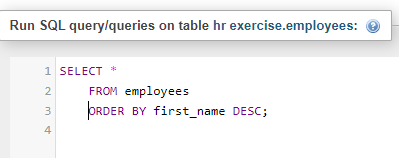 Run SQL query/queries on table hr exercise.employees:
1 SELECT *
2 FROM employees
3 ORDER BY first_name DESC;
4